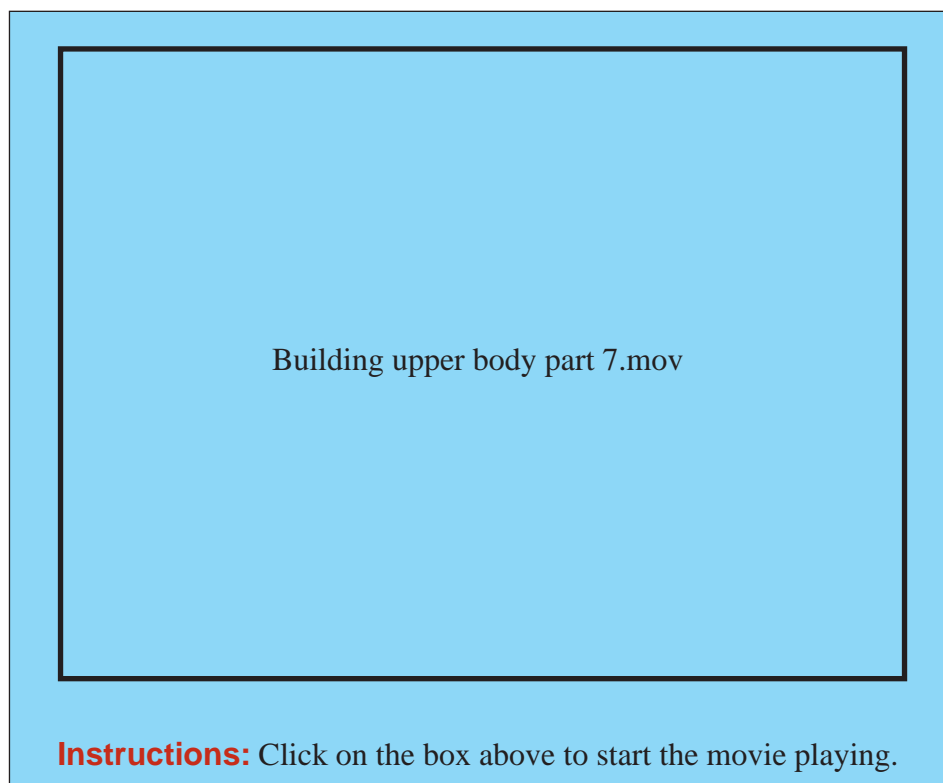 Building upper body part 7.mov
Instructions: Click on the box above to start the movie playing.